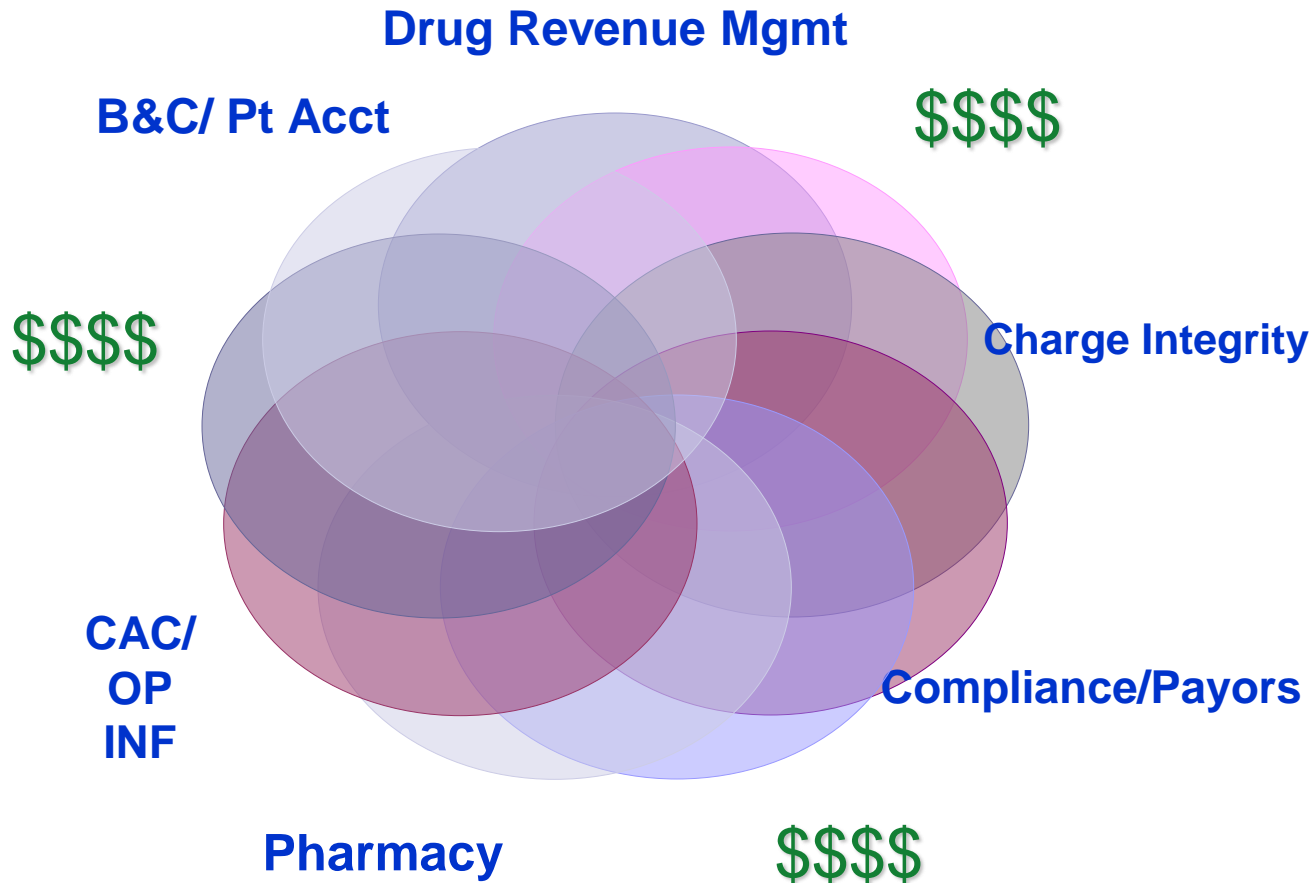 Drug Revenue Mgmt
B&C/ Pt Acct
$$$$
$$$$
Charge Integrity
CAC/
OP
INF
Compliance/Payors
Pharmacy
$$$$